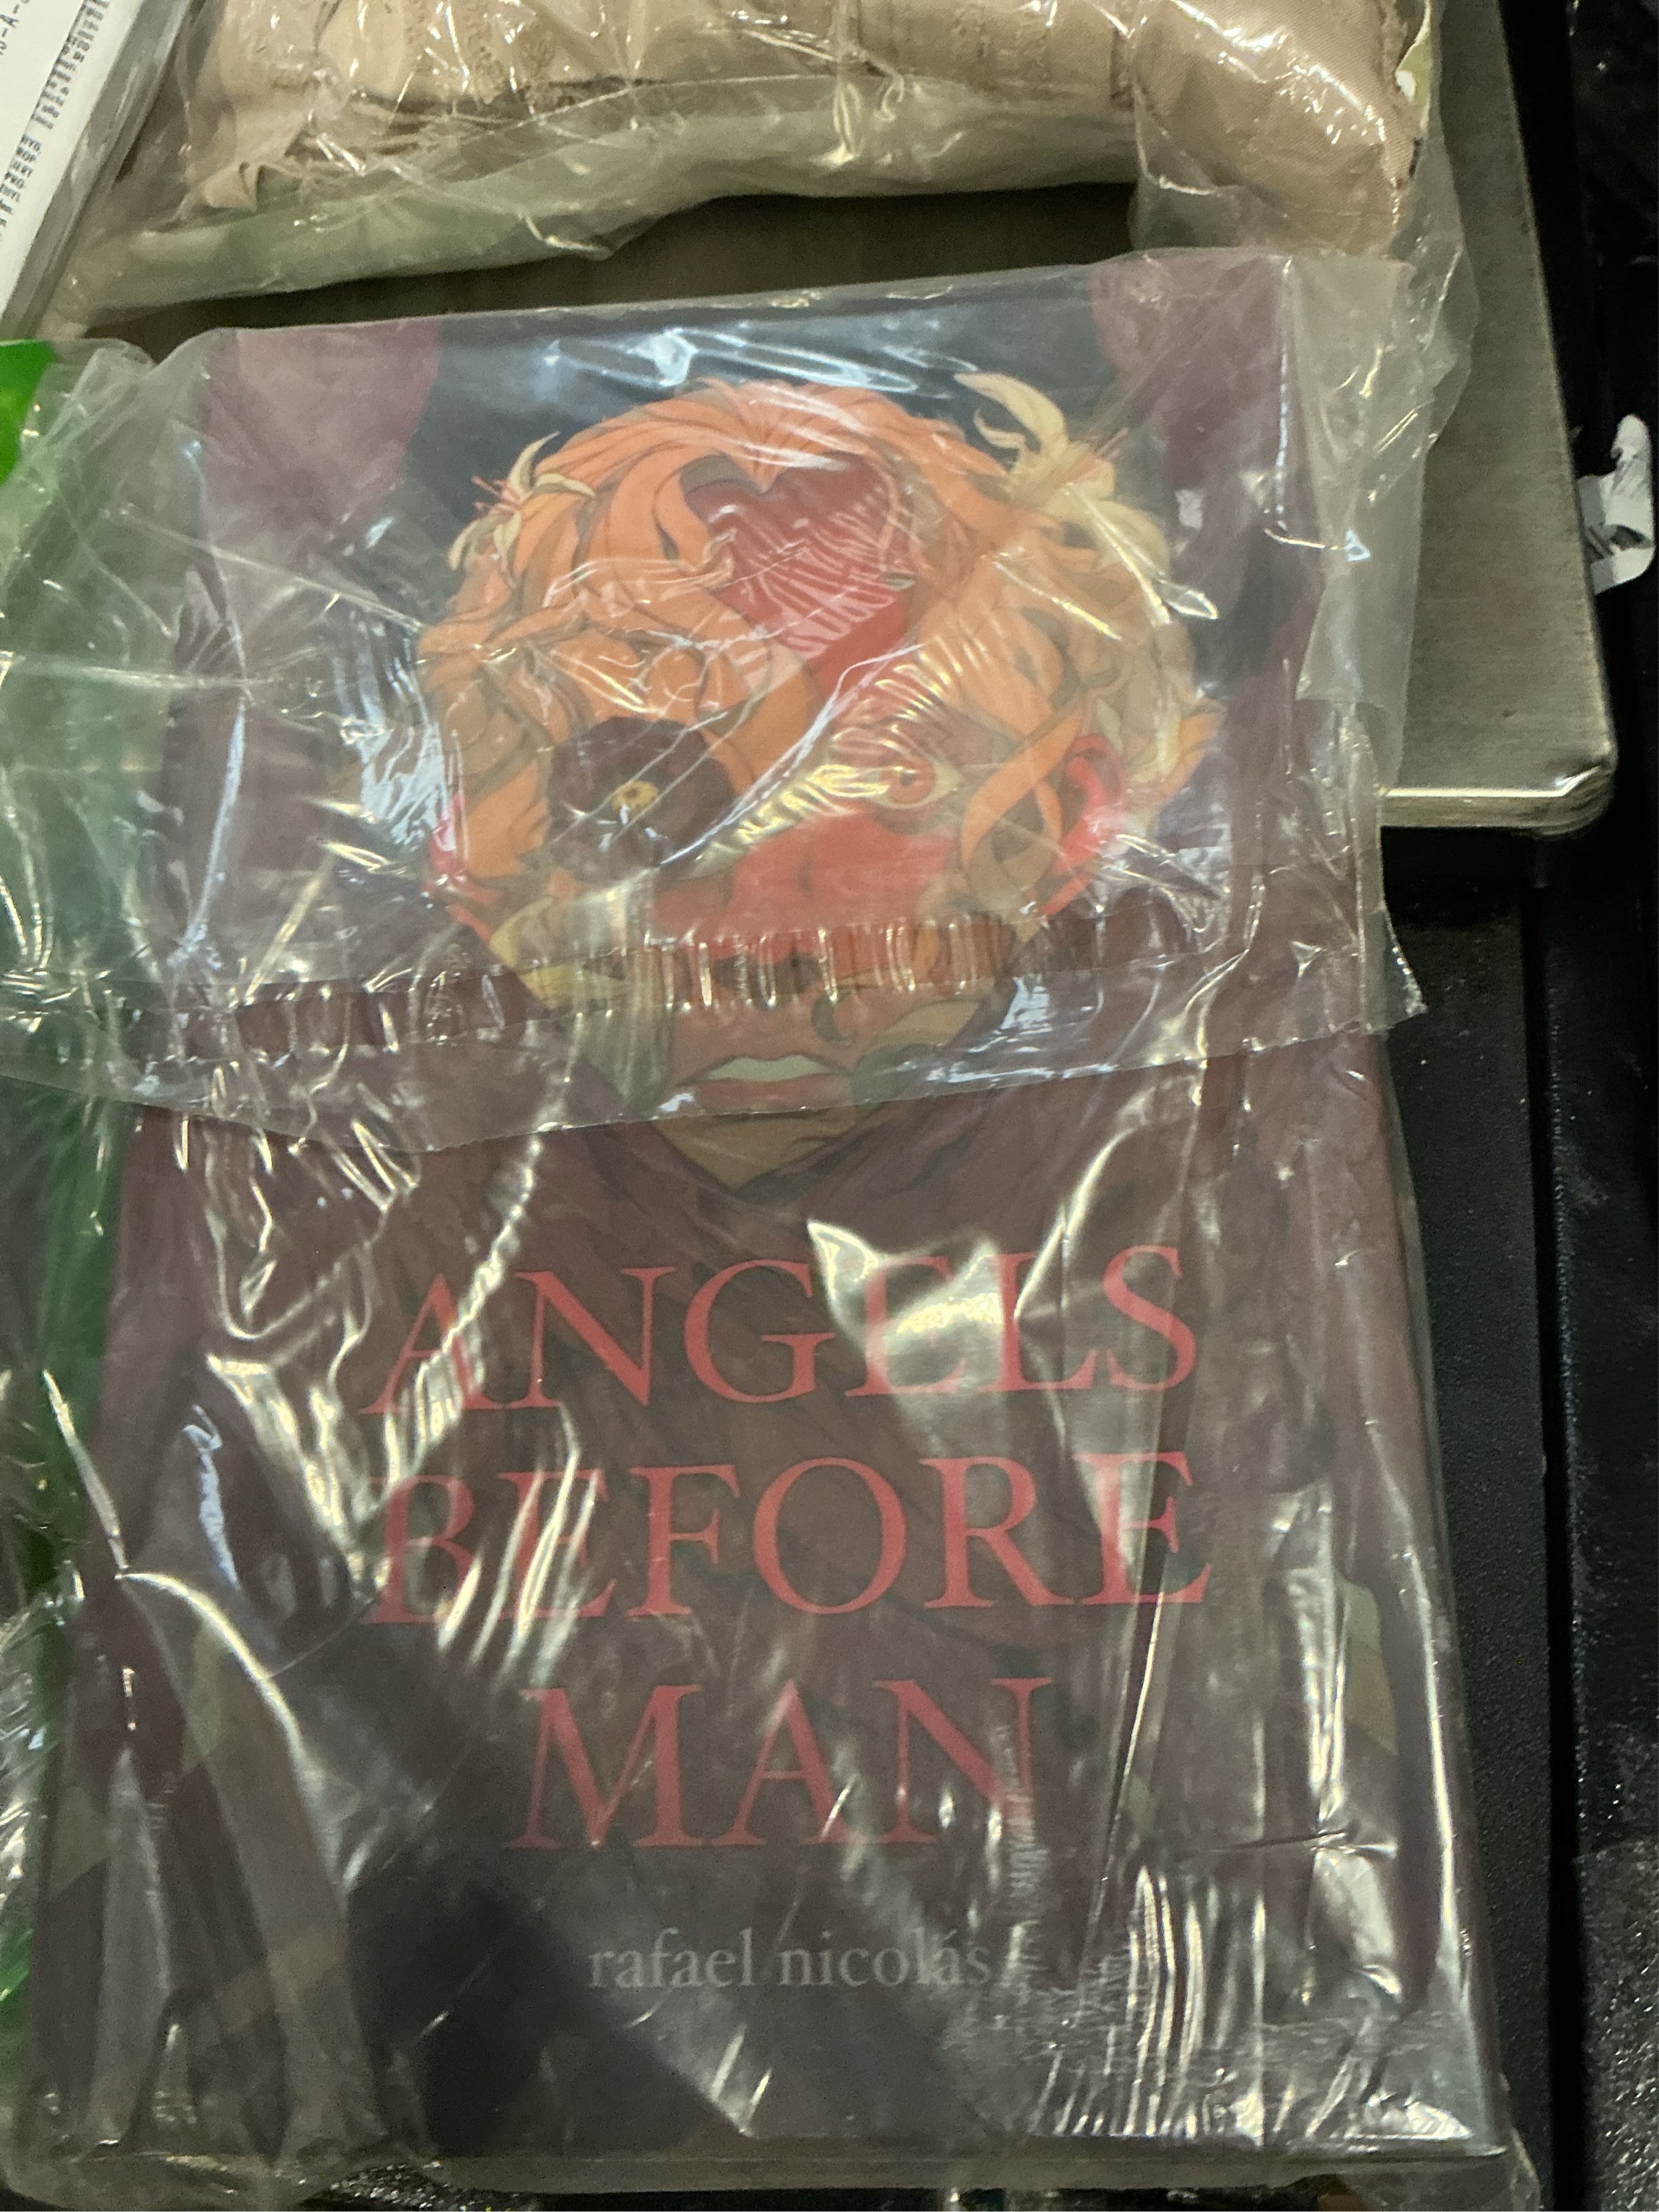 ANGELS
BEFORE
MAN
rafael nicolás